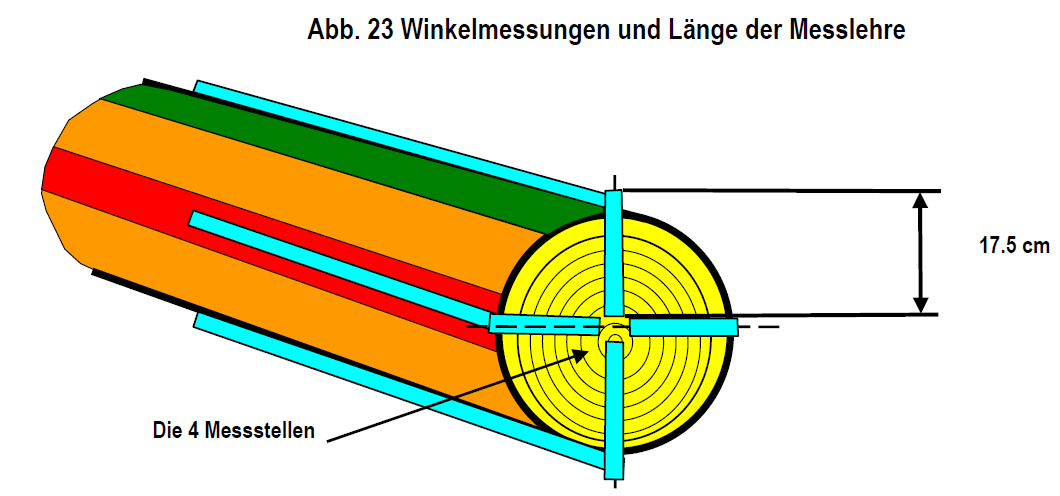 Abb. 23 Winkelmessungen und Länge der Messlehre
17.5 cm
Die 4 Messstellen